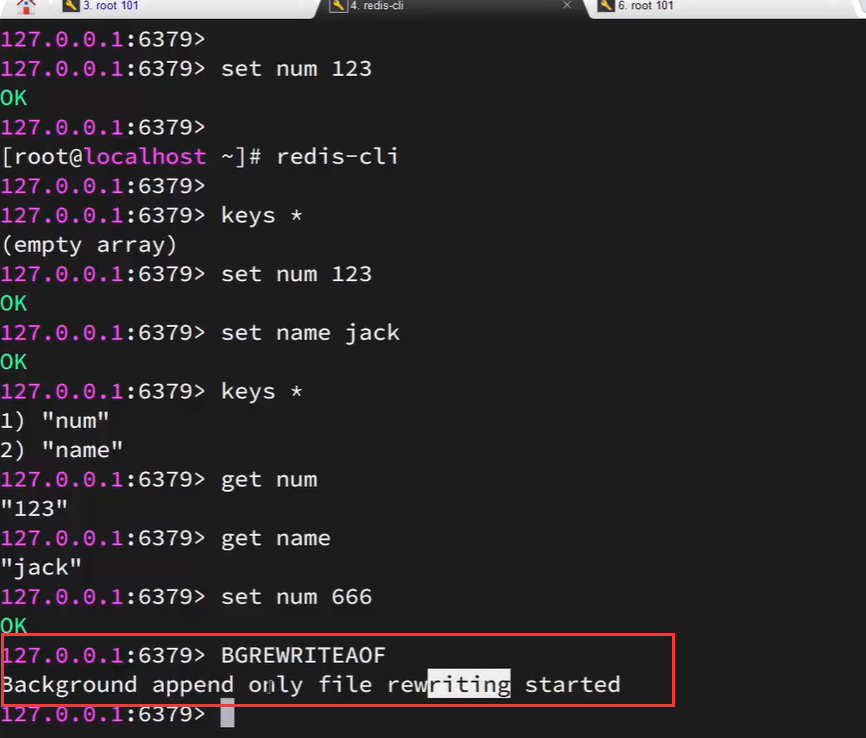 3. root 101
4. redis-cli
6. root 101
127.0.0.1:6379>
127.0.0.1:6379> set num 123
OK
127.0.0.1:6379>
[root@localhost ~]# redis-cli
127.0.0.1:6379>
127.0.0.1:6379> keys *
(empty array)
127.0.0.1:6379> set num 123
OK
127.0.0.1:6379> set name jack
OK
127.0.0.1:6379> keys *
1) "num"
2) "name"
127.0.0.1:6379> get num
"123"
127.0.0.1:6379> get name
"jack"
127.0.0.1:6379> set num 666
OK
127.0.0.1:6379> BGREWRITEAOF
Background append only file rewriting started
127.0.0.1:6379>